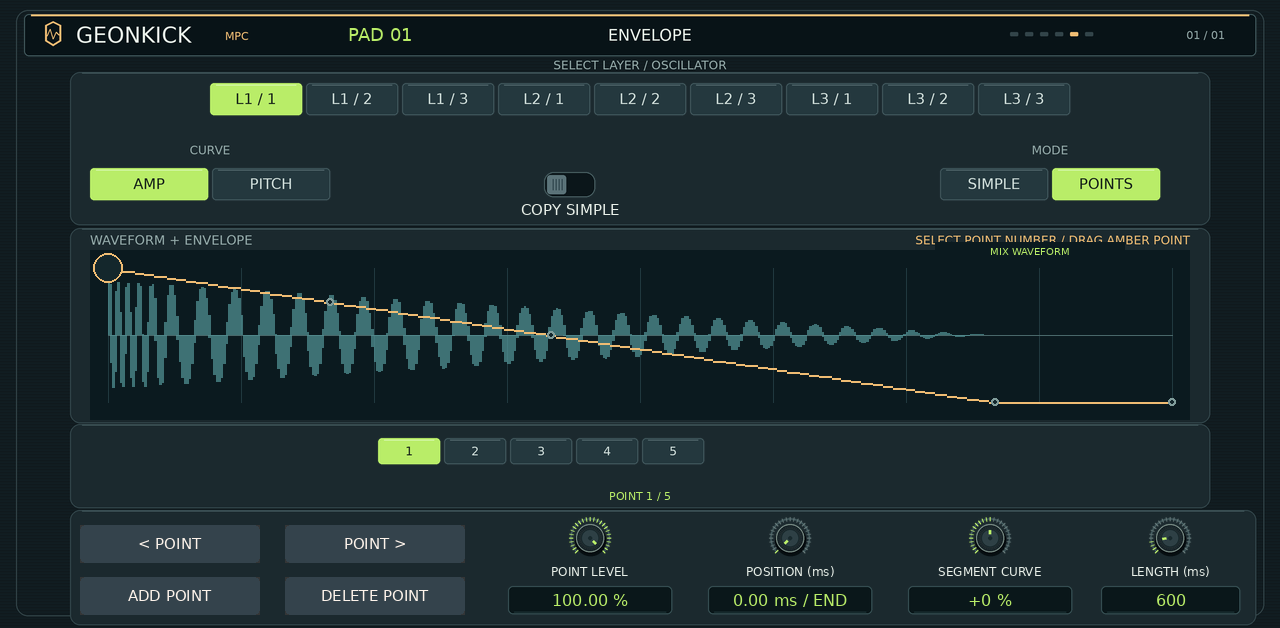 GEONKICK MPC PAD 01 ENVELOPE 01 / 01
SELECT LAYER / OSCILLATOR
L1 / 1 L1 / 2 L1 / 3 L2 / 1 L2 / 2 L2 / 3 L3 / 1 L3 / 2 L3 / 3
CURVE MODE
AMP PITCH SIMPLE POINTS
COPY SIMPLE
WAVEFORM + ENVELOPE SELECT POINT NUMBER / DRAG AMBER POINT
MIX WAVEFORM
1 2 3 4 5
POINT 1 / 5
< POINT POINT >
POINT LEVEL POSITION (ms) SEGMENT CURVE LENGTH (ms)
ADD POINT DELETE POINT 100.00 % 0.00 ms / END +0 % 600